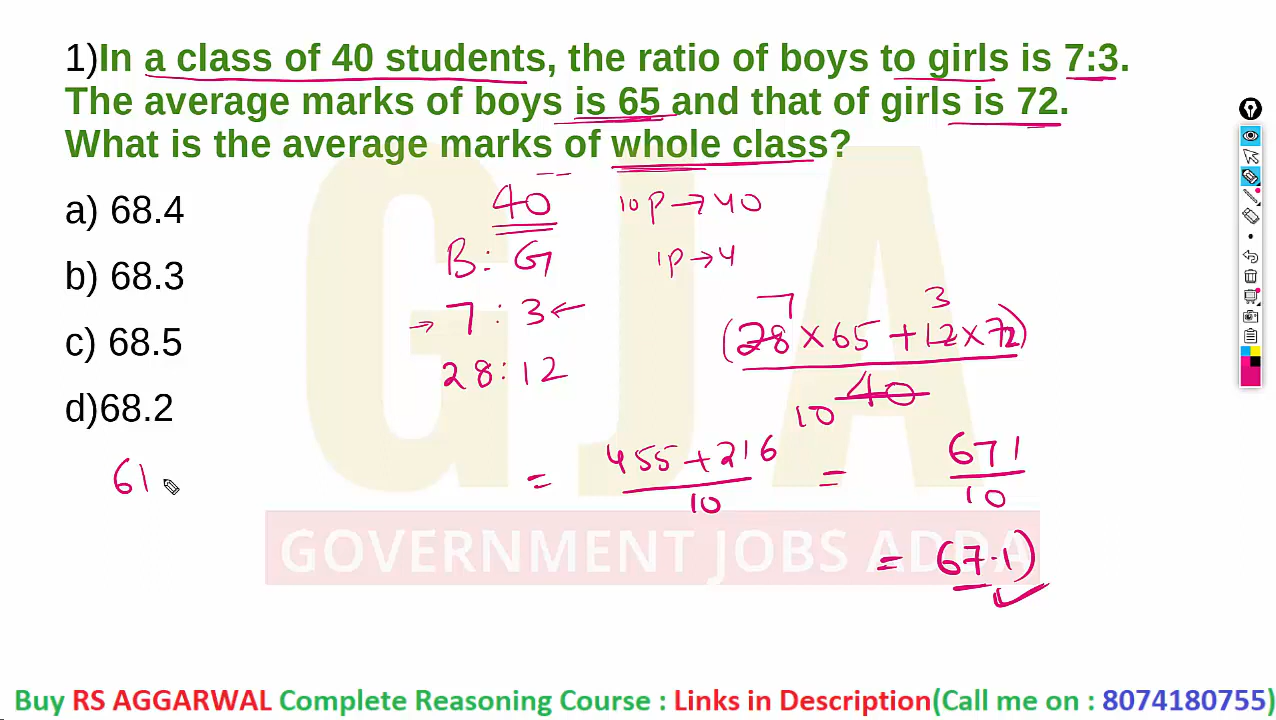 1)In a class of 40 students, the ratio of boys to girls is 7:3.
The average marks of boys is 65 and that of girls is 72.
What is the average marks of whole class?
a) 68.4
b) 68.3
c) 68.5
d)68.2
61
40
B : G
→ 7 : 3 ←
28 : 12
10P → 40
1P → 4
7 3
(28 × 65 + 12 × 72)
10 40
= 455 + 216 = 671
10 10
= 67.1)
GJA
GOVERNMENT JOBS ADDA
Buy RS AGGARWAL Complete Reasoning Course : Links in Description(Call me on : 8074180755)